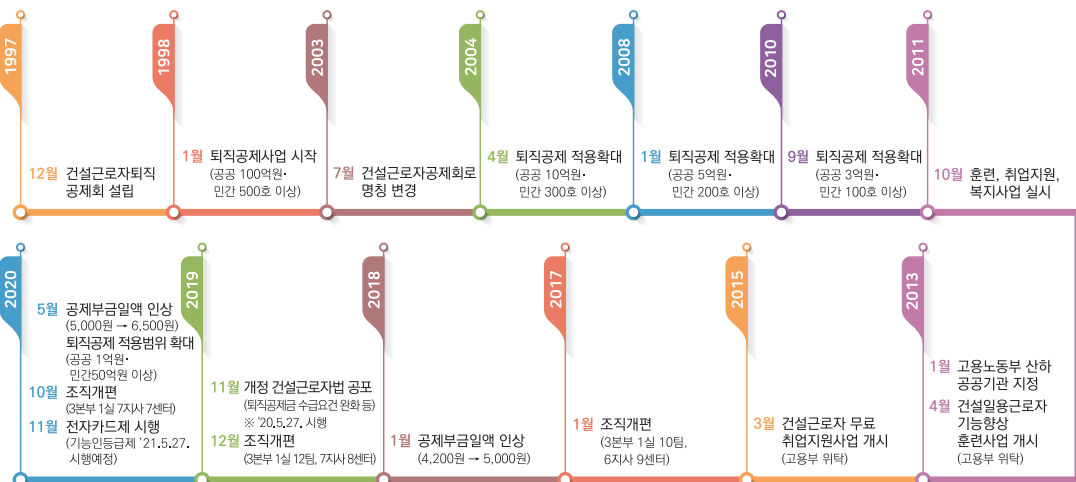 1997
12월 건설근로자퇴직
공제회 설립
1998
1월 퇴직공제사업 시작
(공공 100억원·
민간 500호 이상)
2003
7월 건설근로자공제회로
명칭 변경
2004
4월 퇴직공제 적용확대
(공공 10억원·
민간 300호 이상)
2008
1월 퇴직공제 적용확대
(공공 5억원·
민간 200호 이상)
2010
9월 퇴직공제 적용확대
(공공 3억원·
민간 100호 이상)
2011
10월 훈련, 취업지원,
복지사업 실시
2013
1월 고용노동부 산하
공공기관 지정
4월 건설일용근로자
기능향상
훈련사업 개시
(고용부 위탁)
2015
3월 건설근로자 무료
취업지원사업 개시
(고용부 위탁)
2017
1월 조직개편
(3본부 1실 10팀,
6지사 9센터)
2018
1월 공제부금일액 인상
(4,200원 → 5,000원)
2019
11월 개정 건설근로자법 공포
(퇴직공제금 수급요건 완화 등)
※ '20.5.27. 시행
12월 조직개편
(3본부 1실 12팀, 7지사 8센터)
2020
5월 공제부금일액 인상
(5,000원 → 6,500원)
퇴직공제 적용범위 확대
(공공 1억원·
민간50억원 이상)
10월 조직개편
(3본부 1실 7지사 7센터)
11월 전자카드제 시행
(기능인등급제 '21.5.27.
시행예정)